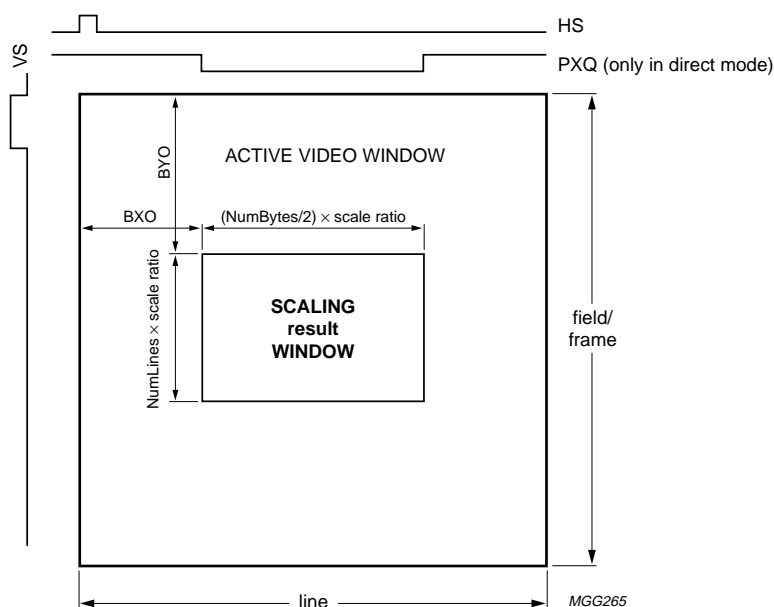 HS
VS
PXQ (only in direct mode)
ACTIVE VIDEO WINDOW
BYO
BXO
(NumBytes/2) × scale ratio
NumLines × scale ratio
SCALING
result
WINDOW
field/
frame
line
MGG265